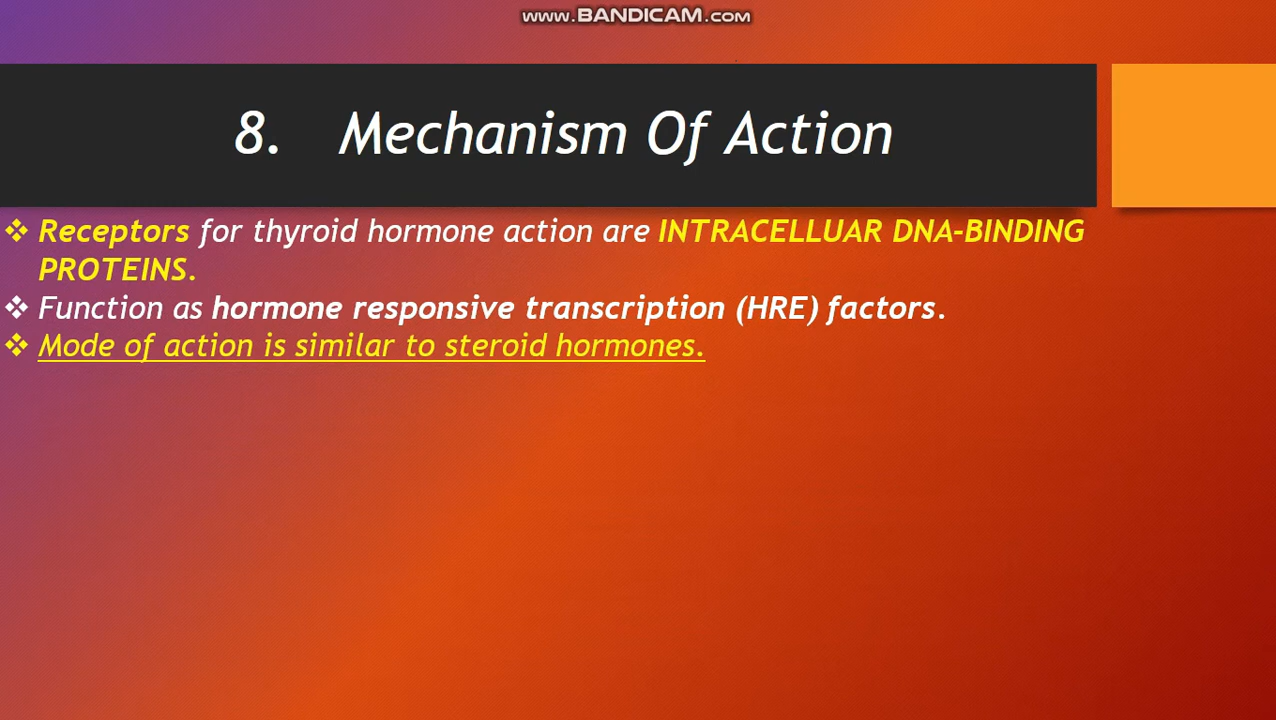 www.BANDICAM.com
8. Mechanism Of Action
❖ Receptors for thyroid hormone action are INTRACELLUAR DNA-BINDING
PROTEINS.
❖ Function as hormone responsive transcription (HRE) factors.
❖ Mode of action is similar to steroid hormones.